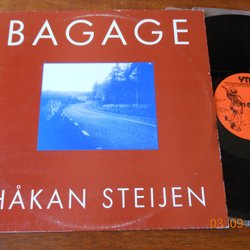 BAGAGE
HÅKAN STEIJEN
03 09